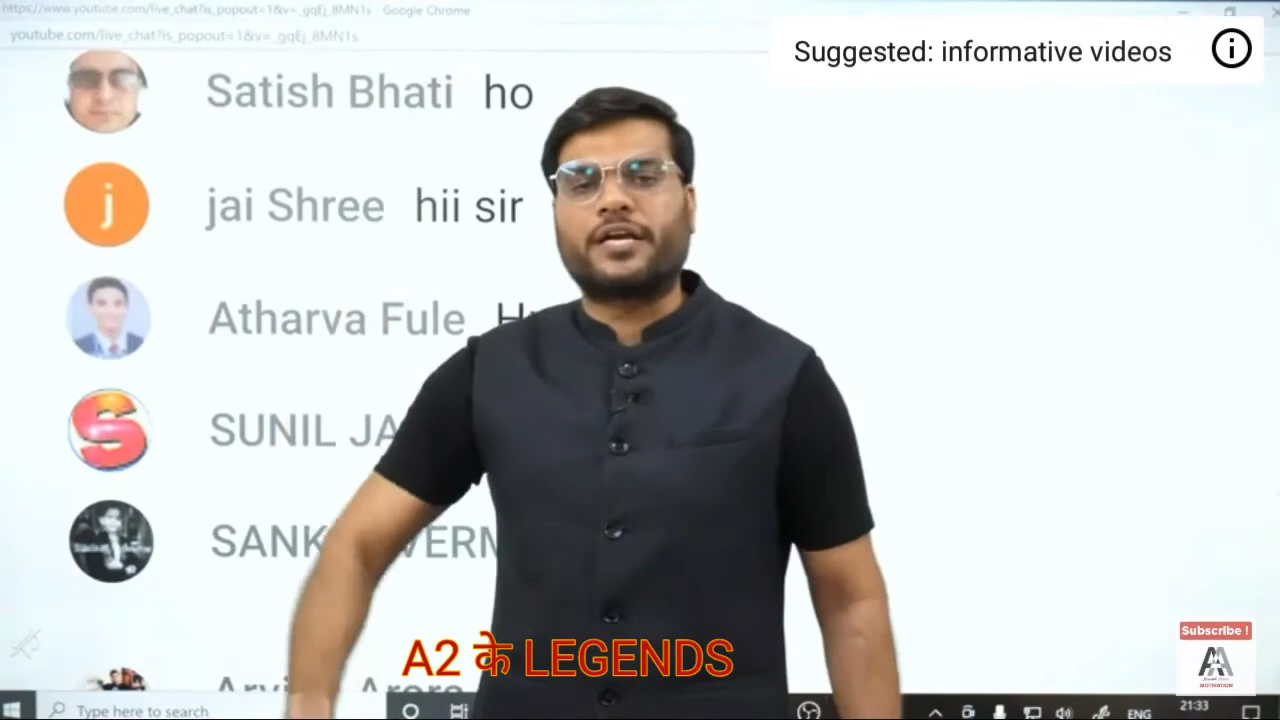 https://www.youtube.com/live_chat?is_popout=1&v=_gqEj_8MN1s - Google Chrome
youtube.com/live_chat?is_popout=1&v=_gqEj_8MN1s
Suggested: informative videos
Satish Bhati ho
jai Shree hii sir
Atharva Fule
SUNIL
A2 के LEGENDS
Subscribe !
MOTIVATION
Type here to search
ENG
21:33